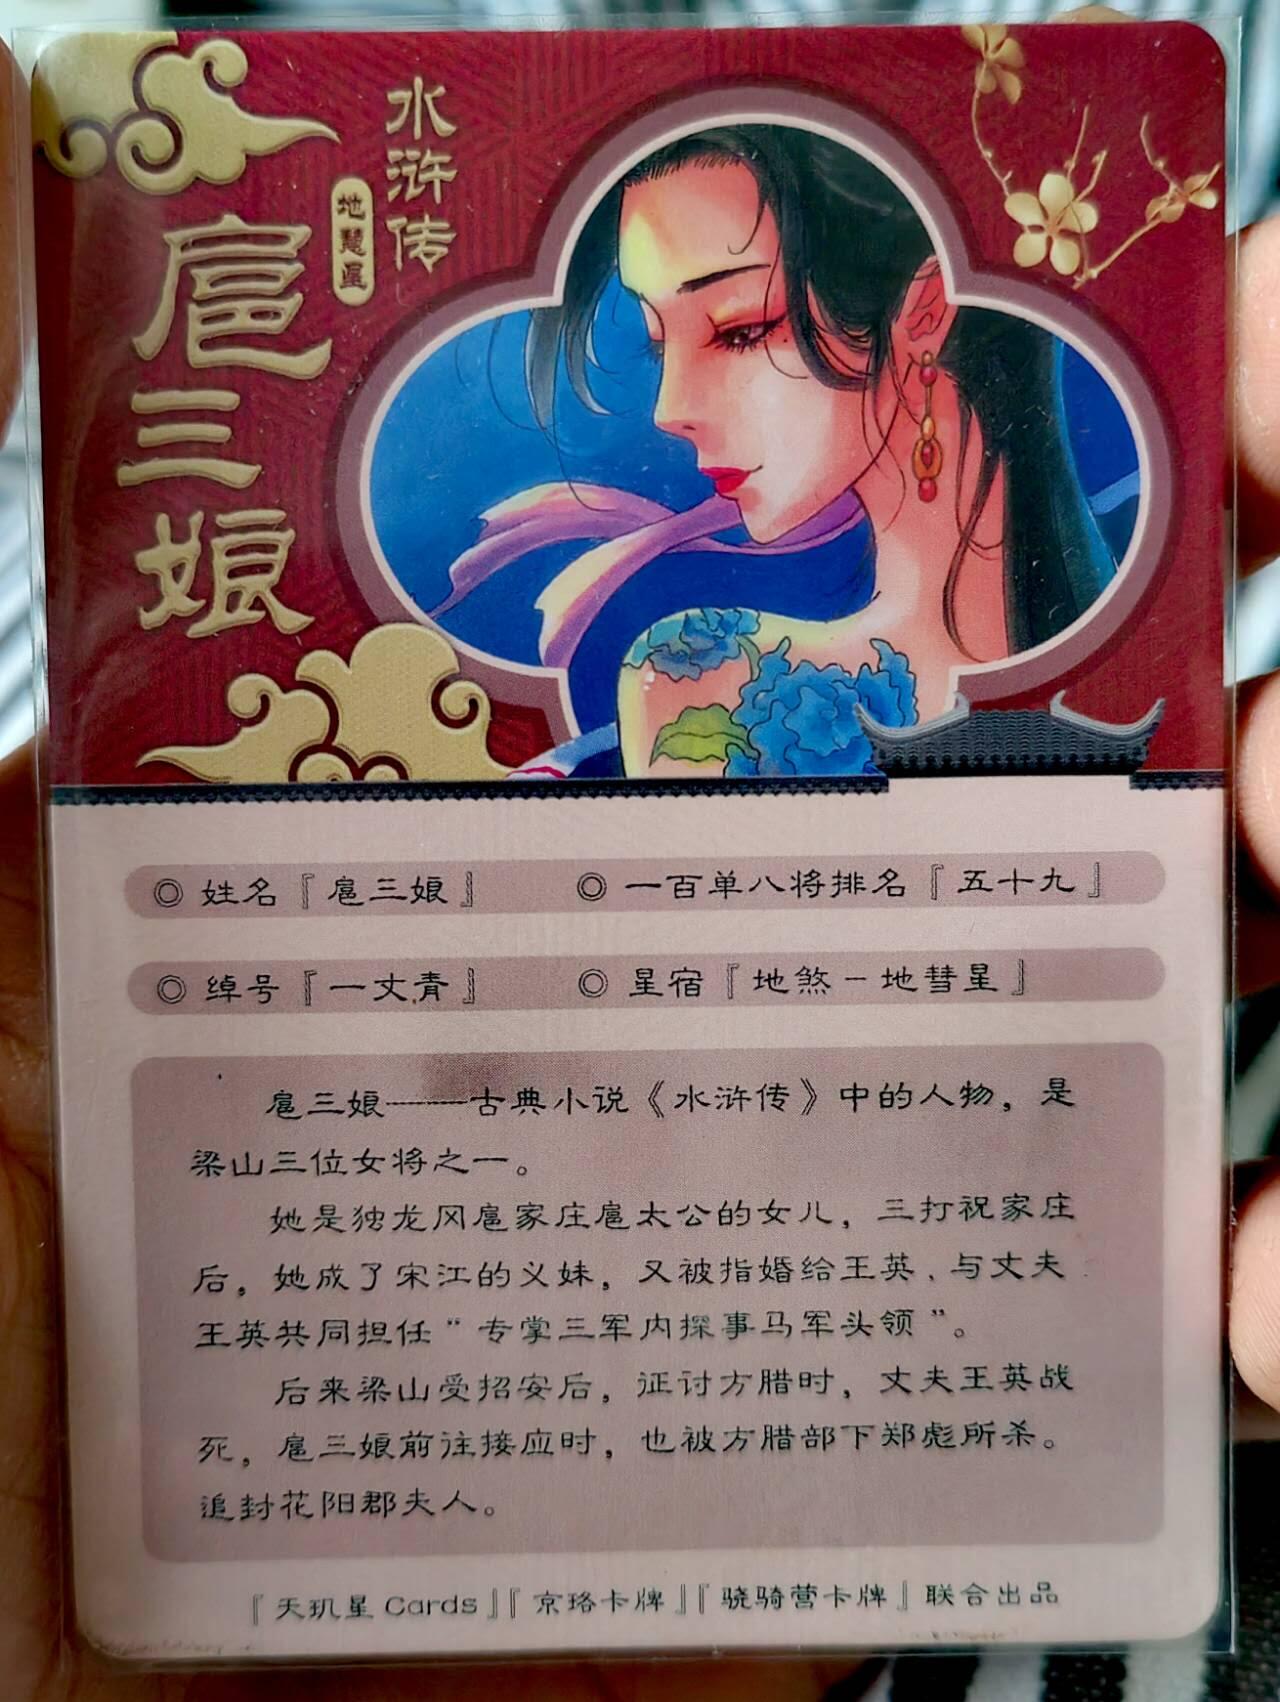 水浒传
地慧星
扈三娘
◎ 姓名『扈三娘』
◎ 一百单八将排名『五十九』
◎ 绰号『一丈青』
◎ 星宿『地煞－地彗星』
扈三娘——古典小说《水浒传》中的人物，是
梁山三位女将之一。
她是独龙冈扈家庄扈太公的女儿，三打祝家庄
后，她成了宋江的义妹，又被指婚给王英、与丈夫
王英共同担任“专掌三军内探事马军头领”。
后来梁山受招安后，征讨方腊时，丈夫王英战
死，扈三娘前往接应时，也被方腊部下郑彪所杀。
追封花阳郡夫人。
『天玑星Cards』『京珞卡牌』『骁骑营卡牌』联合出品